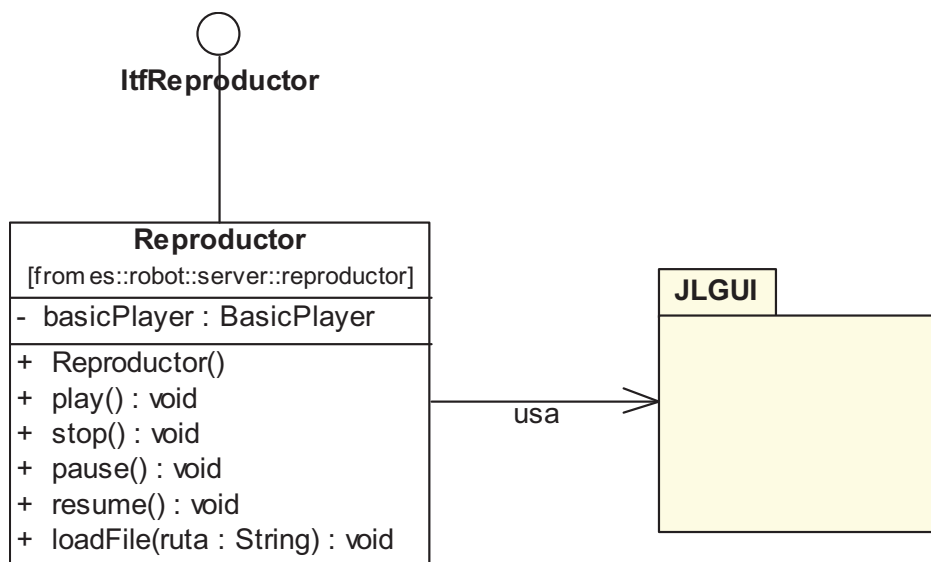 ItfReproductor
Reproductor
[from es::robot::server::reproductor]
- basicPlayer : BasicPlayer
+ Reproductor()
+ play() : void
+ stop() : void
+ pause() : void
+ resume() : void
+ loadFile(ruta : String) : void
usa
JLGUI